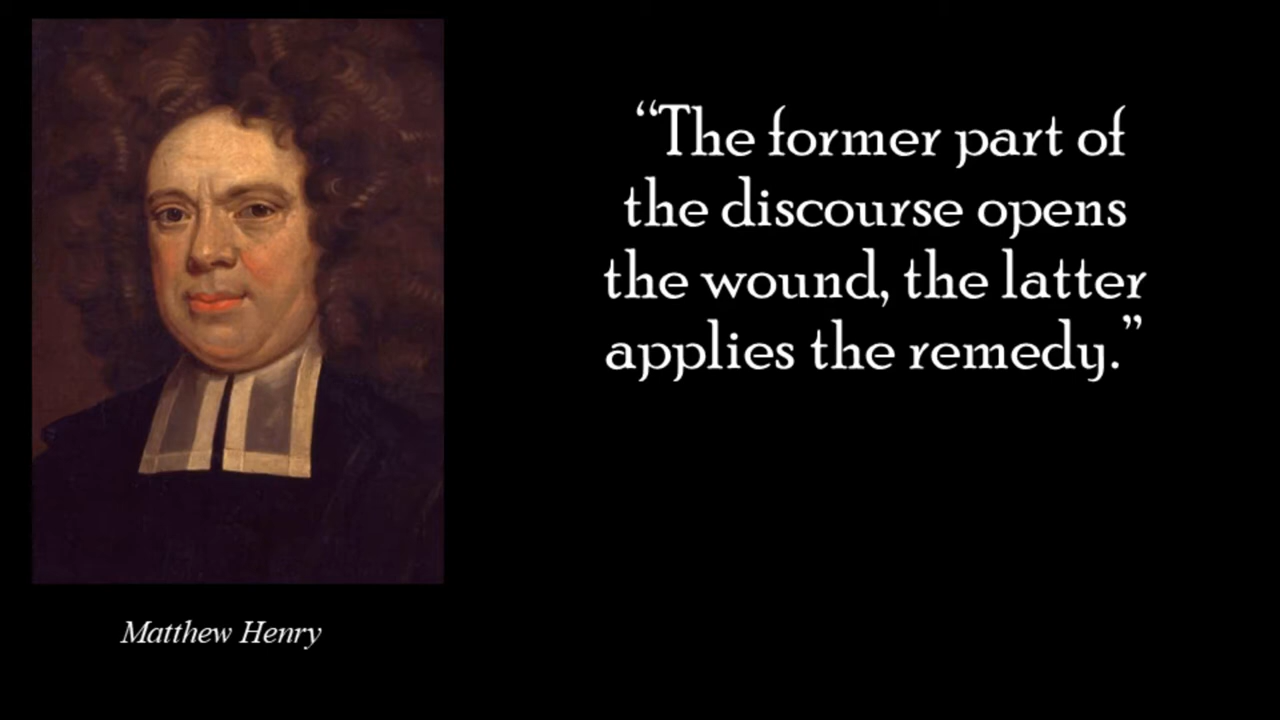 “The former part of
the discourse opens
the wound, the latter
applies the remedy.”
Matthew Henry